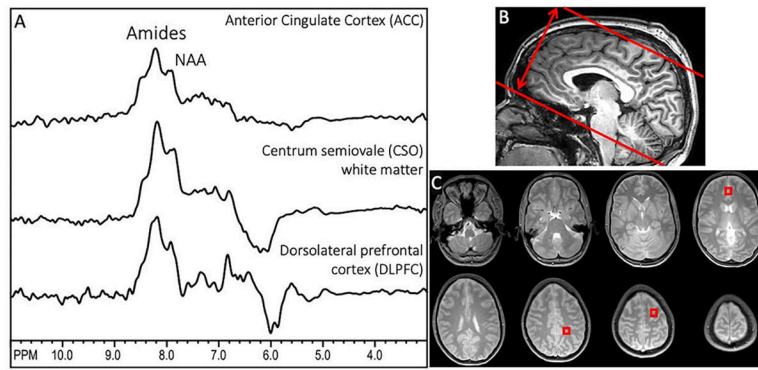 A
Anterior Cingulate Cortex (ACC)
Amides
NAA
Centrum semiovale (CSO)
white matter
Dorsolateral prefrontal
cortex (DLPFC)
PPM 10.0 9.0 8.0 7.0 6.0 5.0 4.0
B
C